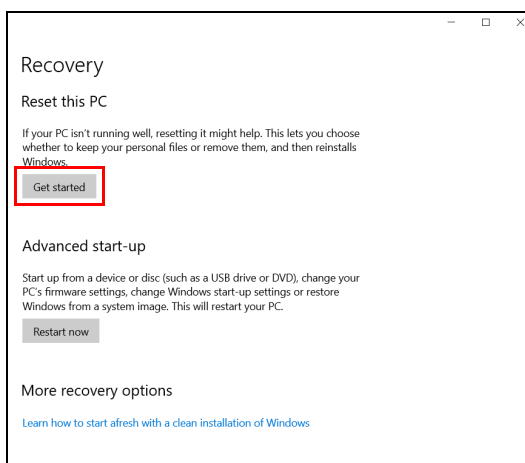 Recovery
Reset this PC
If your PC isn't running well, resetting it might help. This lets you choose
whether to keep your personal files or remove them, and then reinstalls
Windows.
Get started
Advanced start-up
Start up from a device or disc (such as a USB drive or DVD), change your
PC's firmware settings, change Windows start-up settings or restore
Windows from a system image. This will restart your PC.
Restart now
More recovery options
Learn how to start afresh with a clean installation of Windows